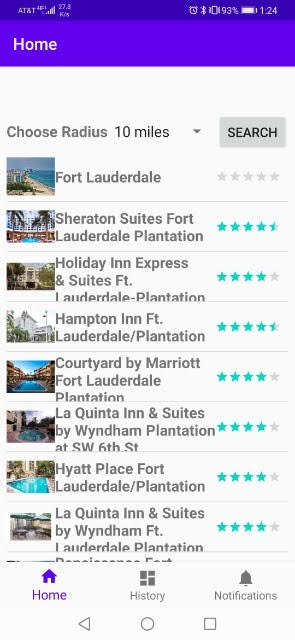 AT&T 4G 27.3 K/s 93% 1:24
Home
Choose Radius 10 miles SEARCH
Fort Lauderdale
Sheraton Suites Fort
Lauderdale Plantation
Holiday Inn Express
& Suites Ft.
Lauderdale-Plantation
Hampton Inn Ft.
Lauderdale/Plantation
Courtyard by Marriott
Fort Lauderdale
Plantation
La Quinta Inn & Suites
by Wyndham Plantation
at SW 6th St
Hyatt Place Fort
Lauderdale/Plantation
La Quinta Inn & Suites
by Wyndham Ft.
Lauderdale Plantation
Renaissance Fort
Home History Notifications